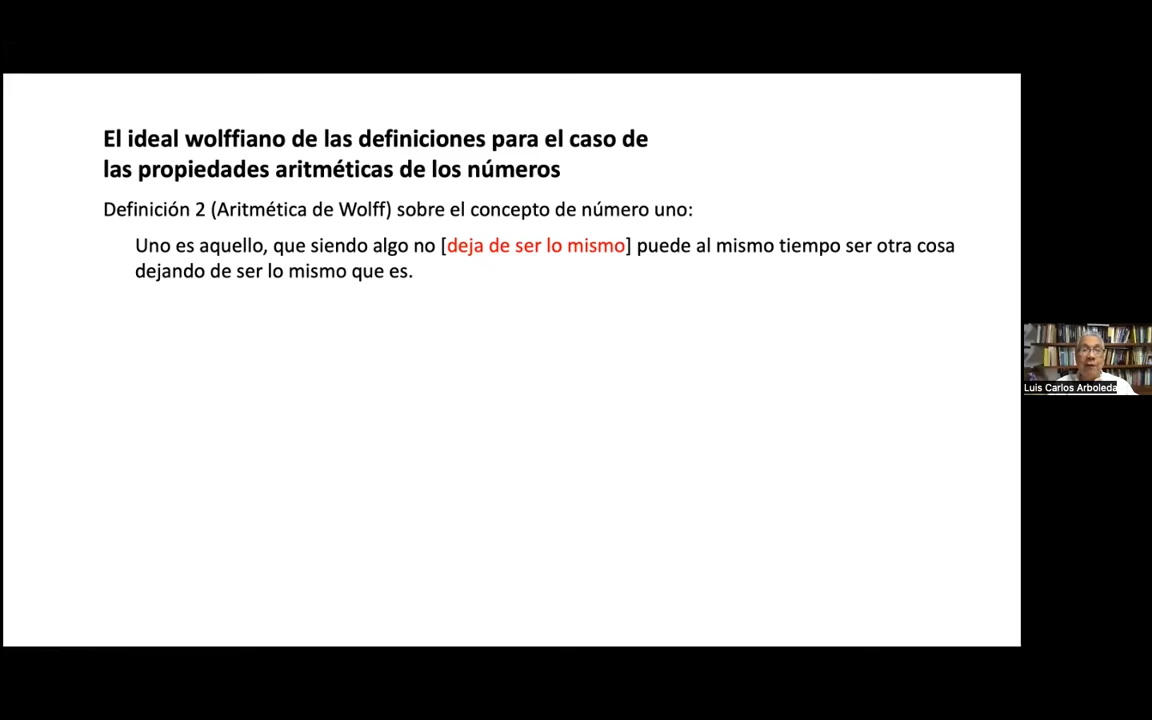 El ideal wolffiano de las definiciones para el caso de
las propiedades aritméticas de los números
Definición 2 (Aritmética de Wolff) sobre el concepto de número uno:
Uno es aquello, que siendo algo no [deja de ser lo mismo] puede al mismo tiempo ser otra cosa
dejando de ser lo mismo que es.
Luis Carlos Arboleda